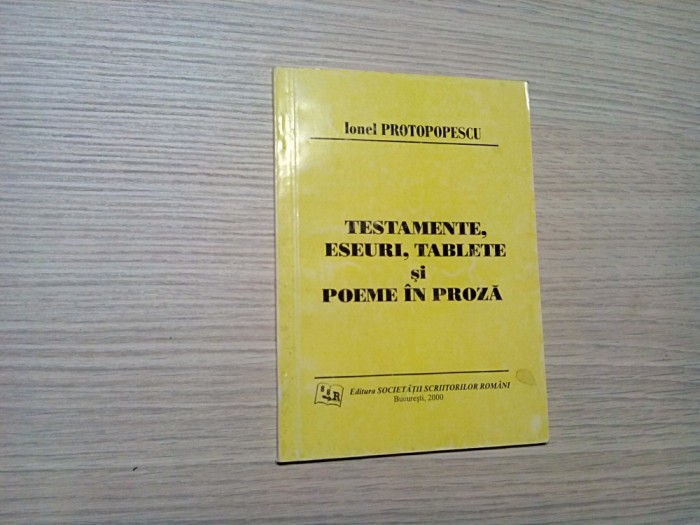 Ionel PROTOPOPESCU
TESTAMENTE,
ESEURI, TABLETE
și
POEME ÎN PROZĂ
Editura SOCIETĂȚII SCRIITORILOR ROMÂNI
București, 2000